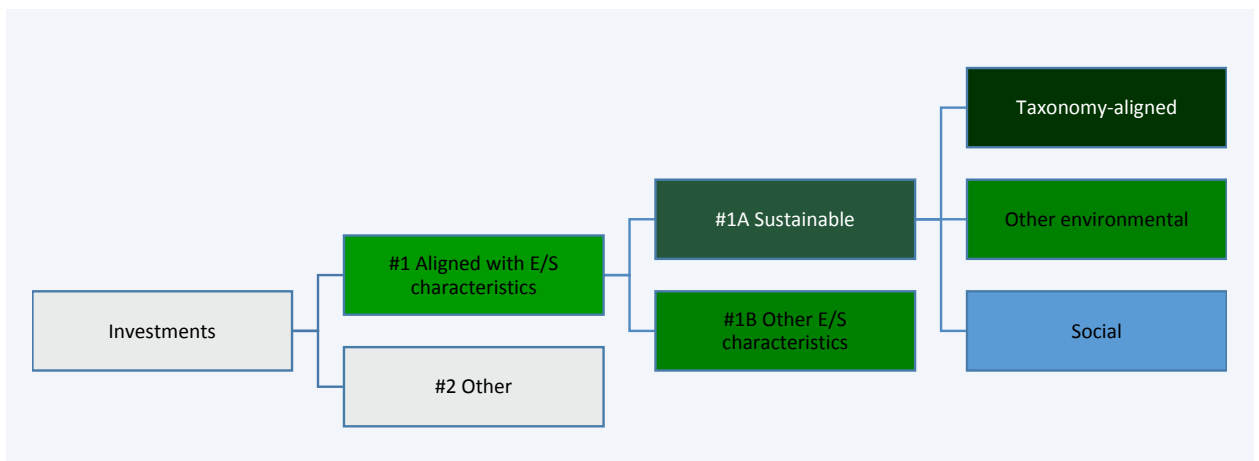 Investments
#1 Aligned with E/S
characteristics
#2 Other
#1A Sustainable
#1B Other E/S
characteristics
Taxonomy-aligned
Other environmental
Social